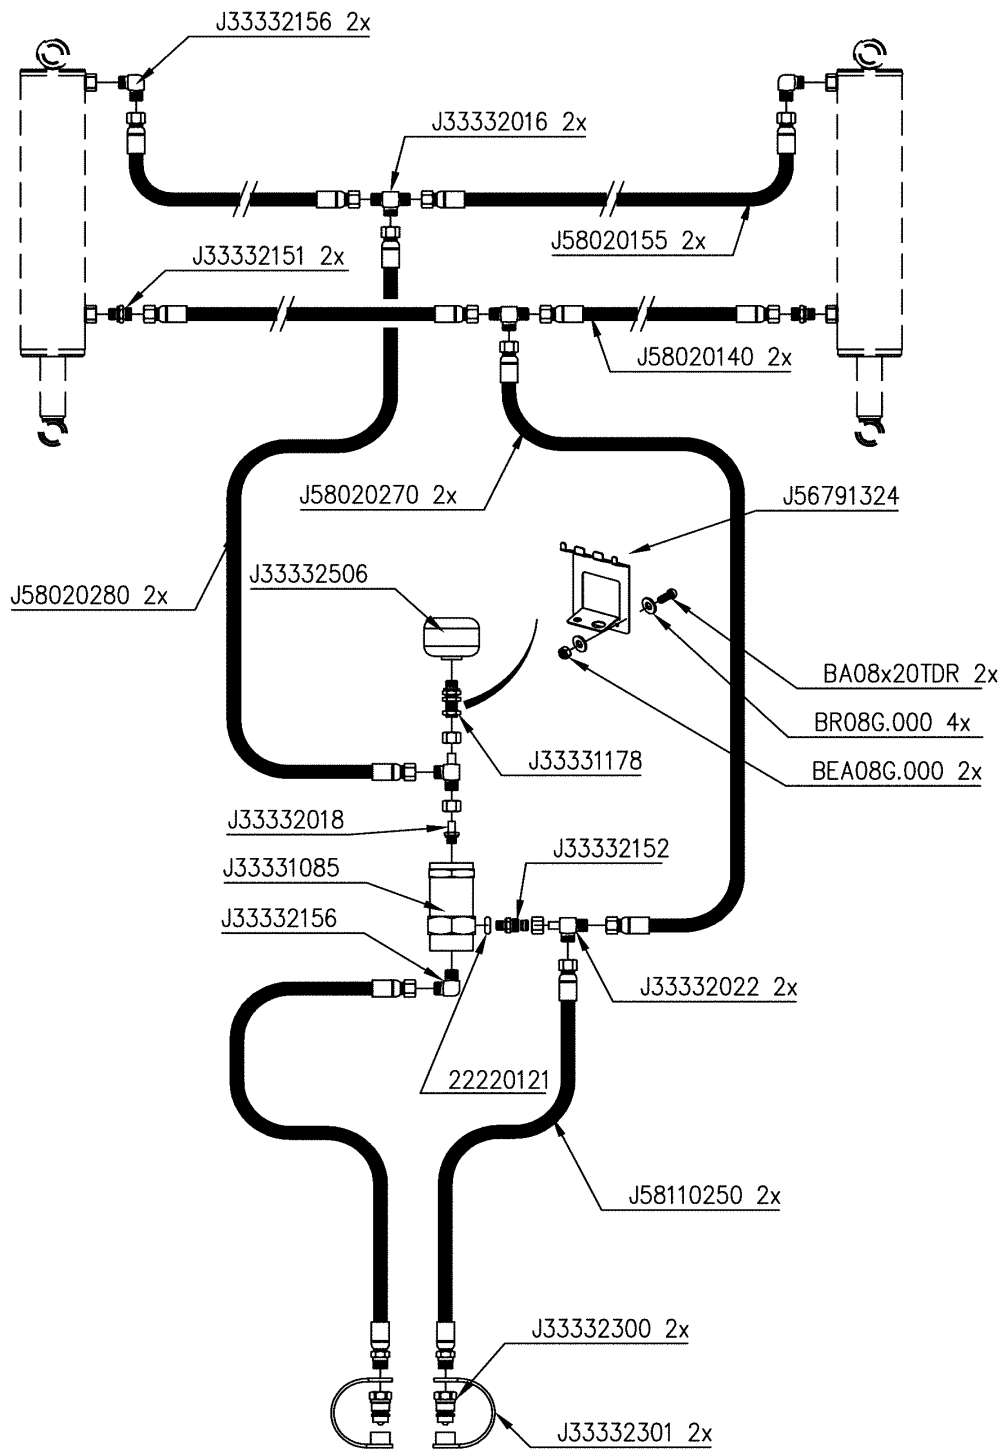 J33332156 2x
J33332016 2x
J58020155 2x
J33332151 2x
J58020140 2x
J58020270 2x
J56791324
J33332506
J58020280 2x
BA08x20TDR 2x
BR08G.000 4x
J33331178
BEA08G.000 2x
J33332018
J33332152
J33331085
J33332156
J33332022 2x
22220121
J58110250 2x
J33332300 2x
J33332301 2x